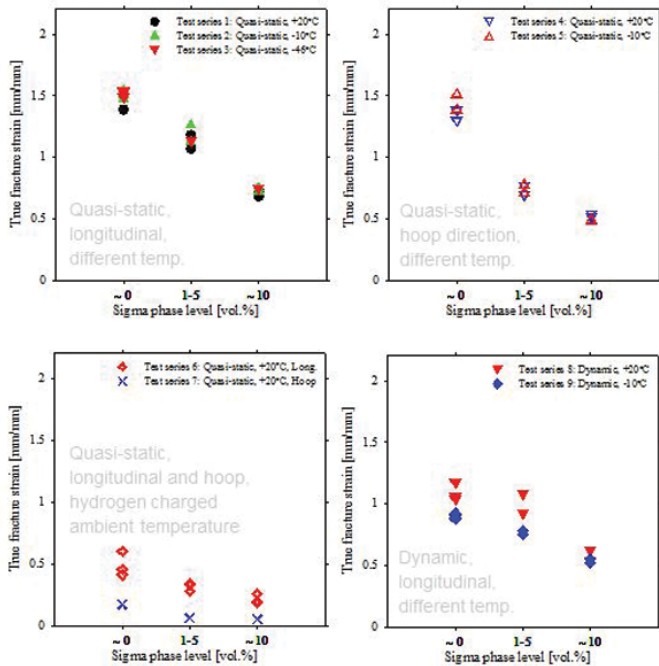 Test series 1: Quasi-static, +20°C
Test series 2: Quasi-static, -10°C
Test series 3: Quasi-static, -46°C
2
1.5
1
0.5
0
True fracture strain [mm/mm]
Quasi-static,
longitudinal,
different temp.
~ 0 1-5 ~ 10
Sigma phase level [vol.%]
Test series 4: Quasi-static, +20°C
Test series 5: Quasi-static, -10°C
2
1.5
1
0.5
0
True fracture strain [mm/mm]
Quasi-static,
hoop direction,
different temp.
~ 0 1-5 ~ 10
Sigma phase level [vol.%]
Test series 6: Quasi-static, +20°C, Long.
Test series 7: Quasi-static, +20°C, Hoop
2
1.5
1
0.5
0
True fracture strain [mm/mm]
Quasi-static,
longitudinal and hoop,
hydrogen charged
ambient temperature
~ 0 1-5 ~ 10
Sigma phase level [vol.%]
Test series 8: Dynamic, +20°C
Test series 9: Dynamic, -10°C
2
1.5
1
0.5
0
True fracture strain [mm/mm]
Dynamic,
longitudinal,
different temp.
~ 0 1-5 ~ 10
Sigma phase level [vol.%]